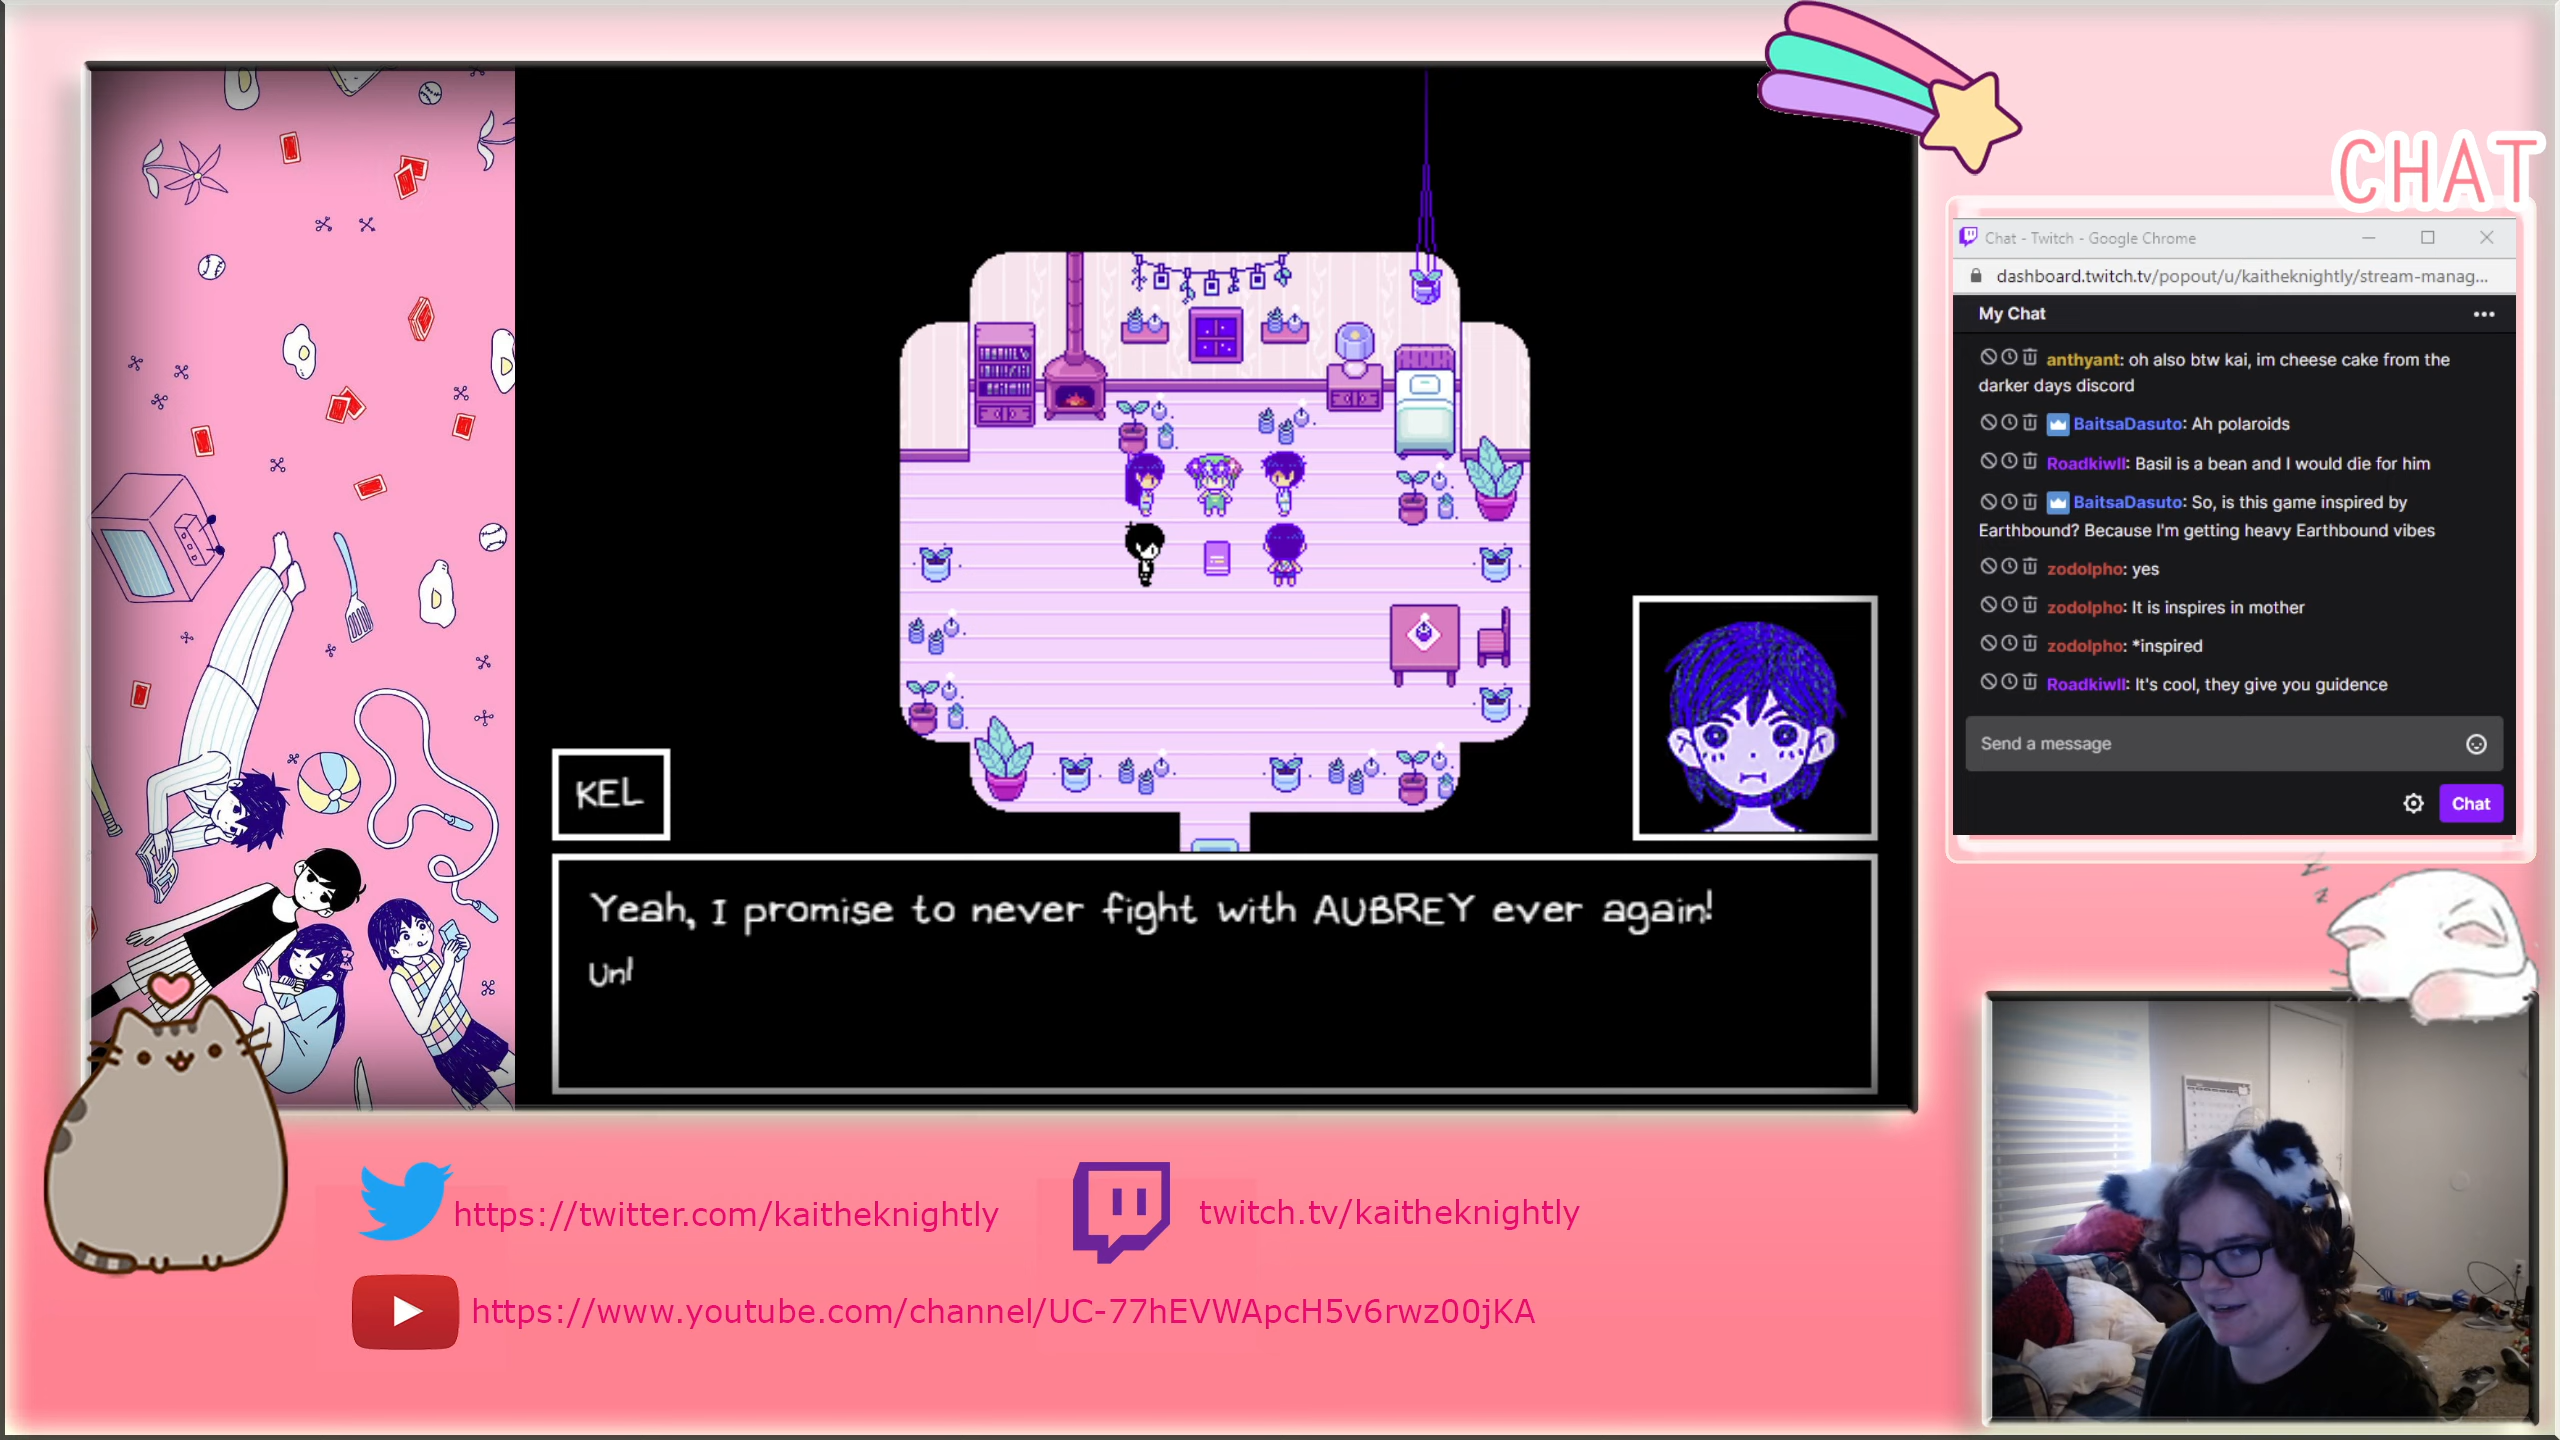 CHAT
Chat - Twitch - Google Chrome
dashboard.twitch.tv/popout/u/kaitheknightly/stream-manag...
My Chat
anthyant: oh also btw kai, im cheese cake from the
darker days discord
BaitsaDasuto: Ah polaroids
Roadkiwll: Basil is a bean and I would die for him
BaitsaDasuto: So, is this game inspired by
Earthbound? Because I'm getting heavy Earthbound vibes
zodolpho: yes
zodolpho: It is inspires in mother
zodolpho: *inspired
Roadkiwll: It's cool, they give you guidence
Send a message
Chat
KEL
Yeah, I promise to never fight with AUBREY ever again!
Unl
z
z
https://twitter.com/kaitheknightly
twitch.tv/kaitheknightly
https://www.youtube.com/channel/UC-77hEVWApcH5v6rwz00jKA